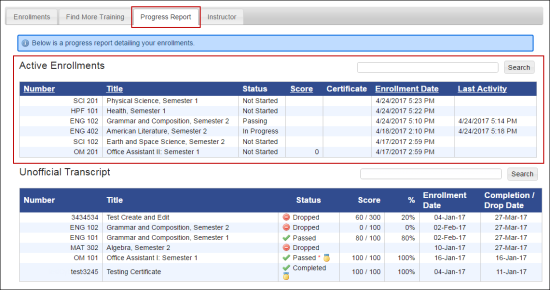 Enrollments Find More Training Progress Report Instructor
Below is a progress report detailing your enrollments.
Active Enrollments Search
Number Title Status Score Certificate Enrollment Date Last Activity
SCI 201 Physical Science, Semester 1 Not Started 4/24/2017 5:23 PM
HPF 101 Health, Semester 1 Not Started 4/24/2017 5:22 PM
ENG 102 Grammar and Composition, Semester 2 Passing 4/24/2017 5:10 PM 4/24/2017 5:14 PM
ENG 402 American Literature, Semester 2 In Progress 4/18/2017 2:10 PM 4/24/2017 5:18 PM
SCI 102 Earth and Space Science, Semester 2 Not Started 4/17/2017 2:59 PM
OM 201 Office Assistant II: Semester 1 Not Started 0 4/17/2017 2:59 PM
Unofficial Transcript Search
Number Title Status Score % Enrollment Date Completion / Drop Date
3434534 Test Create and Edit Dropped 60 / 300 20% 04-Jan-17 27-Mar-17
ENG 102 Grammar and Composition, Semester 2 Dropped 0 / 100 0% 02-Feb-17 27-Mar-17
ENG 101 Grammar and Composition, Semester 1 Passed 80 / 100 80% 02-Feb-17 27-Mar-17
MAT 302 Algebra, Semester 2 Dropped 10-Jan-17 27-Mar-17
OM 101 Office Assistant I: Semester 1 Passed * 100 / 100 100% 16-Jan-17 16-Jan-17
test3245 Testing Certificate Completed 100 / 100 100% 04-Jan-17 11-Jan-17